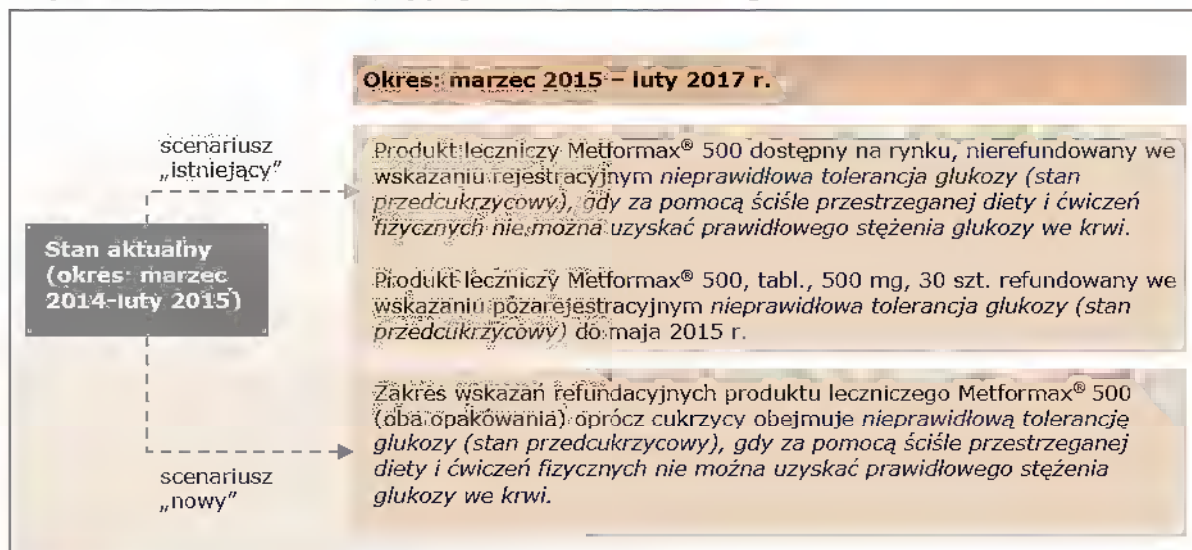 Okres: marzec 2015 – luty 2017 r.
scenariusz
„istniejący”
Produkt leczniczy Metformax® 500 dostępny na rynku, nierefundowany we
wskazaniu rejestracyjnym nieprawidłowa tolerancja glukozy (stan
przedcukrzycowy), gdy za pomocą ściśle przestrzeganej diety i ćwiczeń
fizycznych nie można uzyskać prawidłowego stężenia glukozy we krwi.
Produkt leczniczy Metformax® 500, tabl., 500 mg, 30 szt. refundowany we
wskazaniu pozarejestracyjnym nieprawidłowa tolerancja glukozy (stan
przedcukrzycowy) do maja 2015 r.
Stan aktualny
(okres: marzec
2014-luty 2015)
Zakres wskazań refundacyjnych produktu leczniczego Metformax® 500
(oba opakowania) oprócz cukrzycy obejmuje nieprawidłową tolerancję
glukozy (stan przedcukrzycowy), gdy za pomocą ściśle przestrzeganej
diety i ćwiczeń fizycznych nie można uzyskać prawidłowego stężenia
glukozy we krwi.
scenariusz
„nowy”